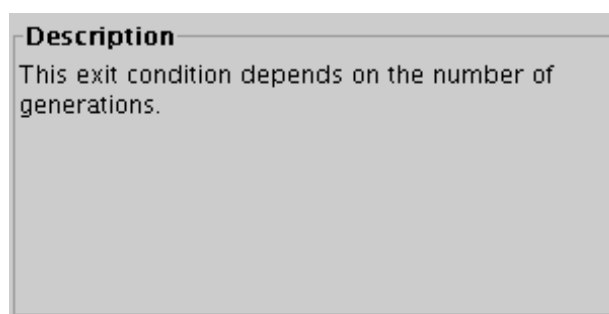 Description
This exit condition depends on the number of
generations.